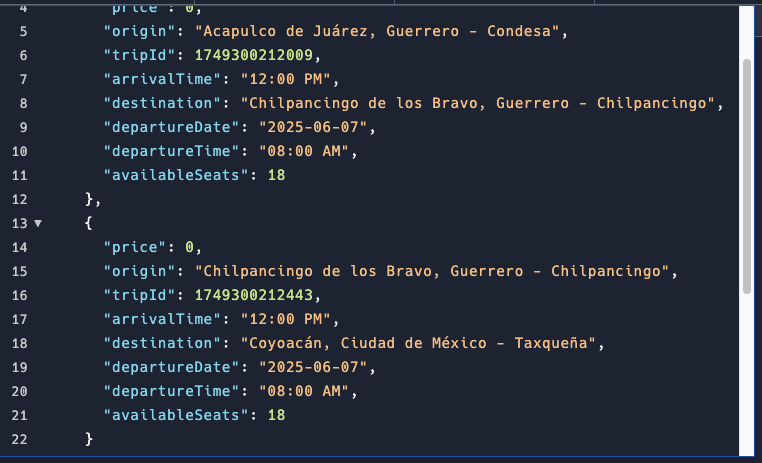 4 "price": 0,
5 "origin": "Acapulco de Juárez, Guerrero - Condesa",
6 "tripId": 1749300212009,
7 "arrivalTime": "12:00 PM",
8 "destination": "Chilpancingo de los Bravo, Guerrero - Chilpancingo",
9 "departureDate": "2025-06-07",
10 "departureTime": "08:00 AM",
11 "availableSeats": 18
12 },
13 {
14 "price": 0,
15 "origin": "Chilpancingo de los Bravo, Guerrero - Chilpancingo",
16 "tripId": 1749300212443,
17 "arrivalTime": "12:00 PM",
18 "destination": "Coyoacán, Ciudad de México - Taxqueña",
19 "departureDate": "2025-06-07",
20 "departureTime": "08:00 AM",
21 "availableSeats": 18
22 }